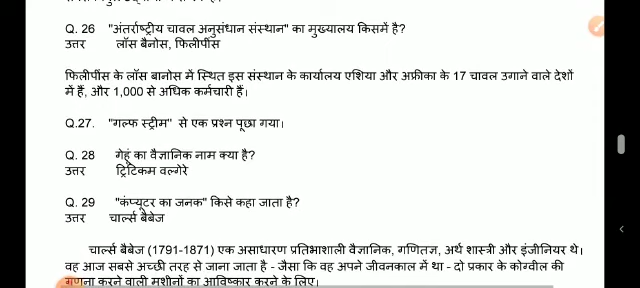 Q. 26 "अंतर्राष्ट्रीय चावल अनुसंधान संस्थान" का मुख्यालय किसमें है?
उत्तर लॉस बैनोस, फिलीपींस
फिलीपींस के लॉस बानोस में स्थित इस संस्थान के कार्यालय एशिया और अफ्रीका के 17 चावल उगाने वाले देशों
में हैं, और 1,000 से अधिक कर्मचारी हैं।
Q.27. "गल्फ स्ट्रीम" से एक प्रश्न पूछा गया।
Q. 28 गेहूं का वैज्ञानिक नाम क्या है?
उत्तर ट्रिटिकम वल्गेरे
Q. 29 "कंप्यूटर का जनक" किसे कहा जाता है?
उत्तर चार्ल्स बैबेज
चार्ल्स बैबेज (1791-1871) एक असाधारण प्रतिभाशाली वैज्ञानिक, गणितज्ञ, अर्थ शास्त्री और इंजीनियर थे।
वह आज सबसे अच्छी तरह से जाना जाता है - जैसा कि वह अपने जीवनकाल में था - दो प्रकार के कोग्वील की
गणना करने वाली मशीनों का आविष्कार करने के लिए।